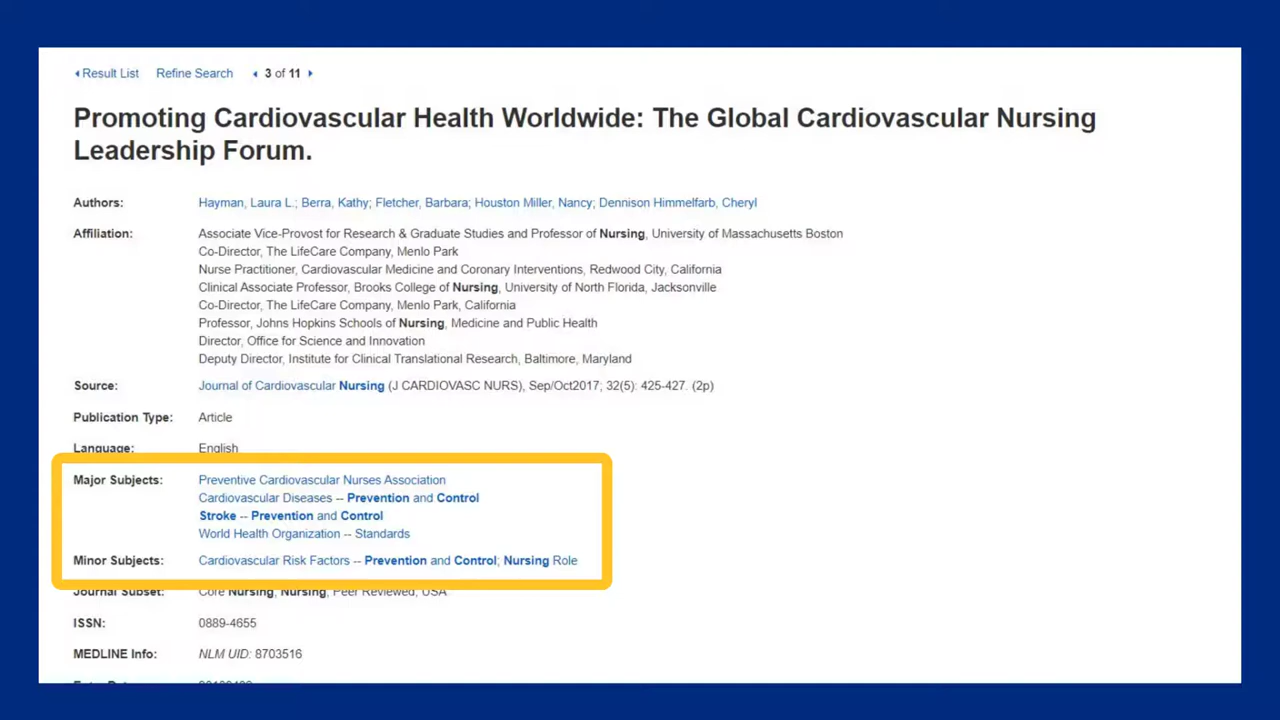 Result List Refine Search 3 of 11
Promoting Cardiovascular Health Worldwide: The Global Cardiovascular Nursing
Leadership Forum.
Authors: Hayman, Laura L.; Berra, Kathy; Fletcher, Barbara; Houston Miller, Nancy; Dennison Himmelfarb, Cheryl
Affiliation: Associate Vice-Provost for Research & Graduate Studies and Professor of Nursing, University of Massachusetts Boston
Co-Director, The LifeCare Company, Menlo Park
Nurse Practitioner, Cardiovascular Medicine and Coronary Interventions, Redwood City, California
Clinical Associate Professor, Brooks College of Nursing, University of North Florida, Jacksonville
Co-Director, The LifeCare Company, Menlo Park, California
Professor, Johns Hopkins Schools of Nursing, Medicine and Public Health
Director, Office for Science and Innovation
Deputy Director, Institute for Clinical Translational Research, Baltimore, Maryland
Source: Journal of Cardiovascular Nursing (J CARDIOVASC NURS), Sep/Oct2017; 32(5): 425-427. (2p)
Publication Type: Article
Language: English
Major Subjects: Preventive Cardiovascular Nurses Association
Cardiovascular Diseases -- Prevention and Control
Stroke -- Prevention and Control
World Health Organization -- Standards
Minor Subjects: Cardiovascular Risk Factors -- Prevention and Control; Nursing Role
Journal Subset: Core Nursing, Nursing, Peer Reviewed, USA
ISSN: 0889-4655
MEDLINE Info: NLM UID: 8703516